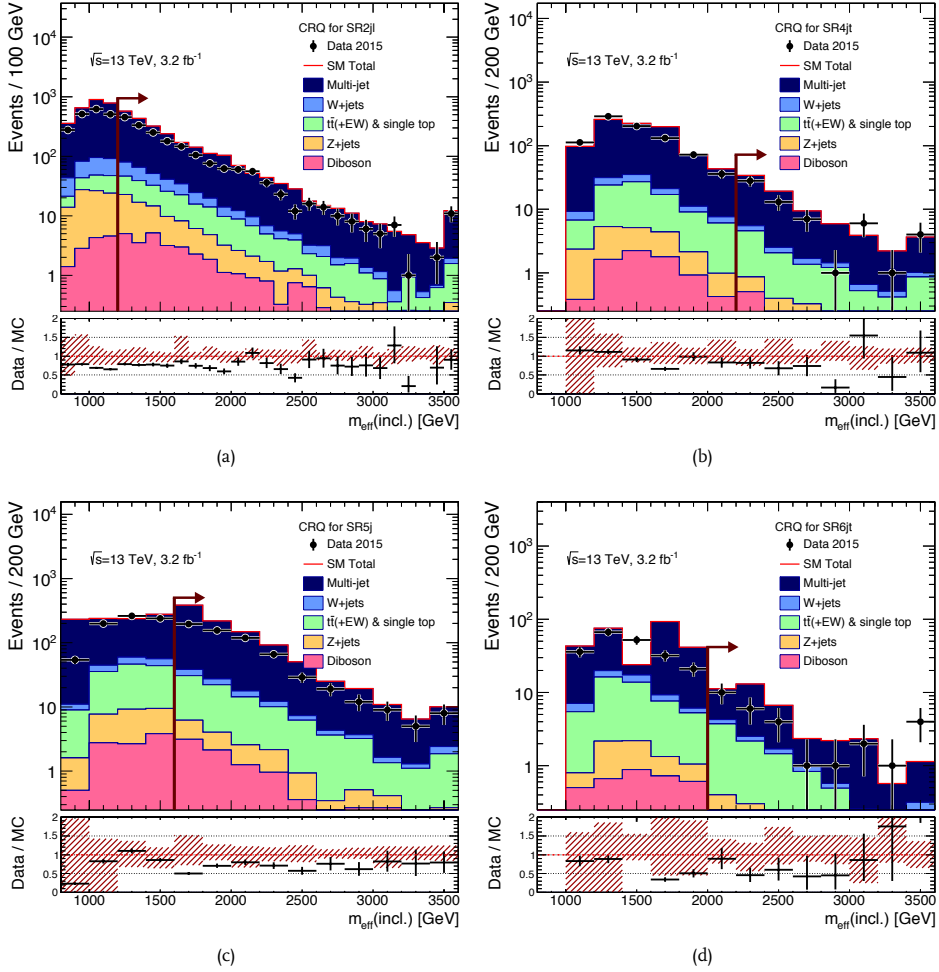 CRQ for SR2jl
Data 2015
SM Total
Multi-jet
W+jets
tt̄(+EW) & single top
Z+jets
Diboson
√s=13 TeV, 3.2 fb⁻¹
Events / 100 GeV
10⁴
10³
10²
10
1
Data / MC
2
1.5
1
0.5
0
1000 1500 2000 2500 3000 3500
m_eff(incl.) [GeV]
(a)
CRQ for SR4jt
Data 2015
SM Total
Multi-jet
W+jets
tt̄(+EW) & single top
Z+jets
Diboson
√s=13 TeV, 3.2 fb⁻¹
Events / 200 GeV
10⁴
10³
10²
10
1
Data / MC
2
1.5
1
0.5
0
1000 1500 2000 2500 3000 3500
m_eff(incl.) [GeV]
(b)
CRQ for SR5j
Data 2015
SM Total
Multi-jet
W+jets
tt̄(+EW) & single top
Z+jets
Diboson
√s=13 TeV, 3.2 fb⁻¹
Events / 200 GeV
10⁴
10³
10²
10
1
Data / MC
2
1.5
1
0.5
0
1000 1500 2000 2500 3000 3500
m_eff(incl.) [GeV]
(c)
CRQ for SR6jt
Data 2015
SM Total
Multi-jet
W+jets
tt̄(+EW) & single top
Z+jets
Diboson
√s=13 TeV, 3.2 fb⁻¹
Events / 200 GeV
10³
10²
10
1
Data / MC
2
1.5
1
0.5
0
1000 1500 2000 2500 3000 3500
m_eff(incl.) [GeV]
(d)